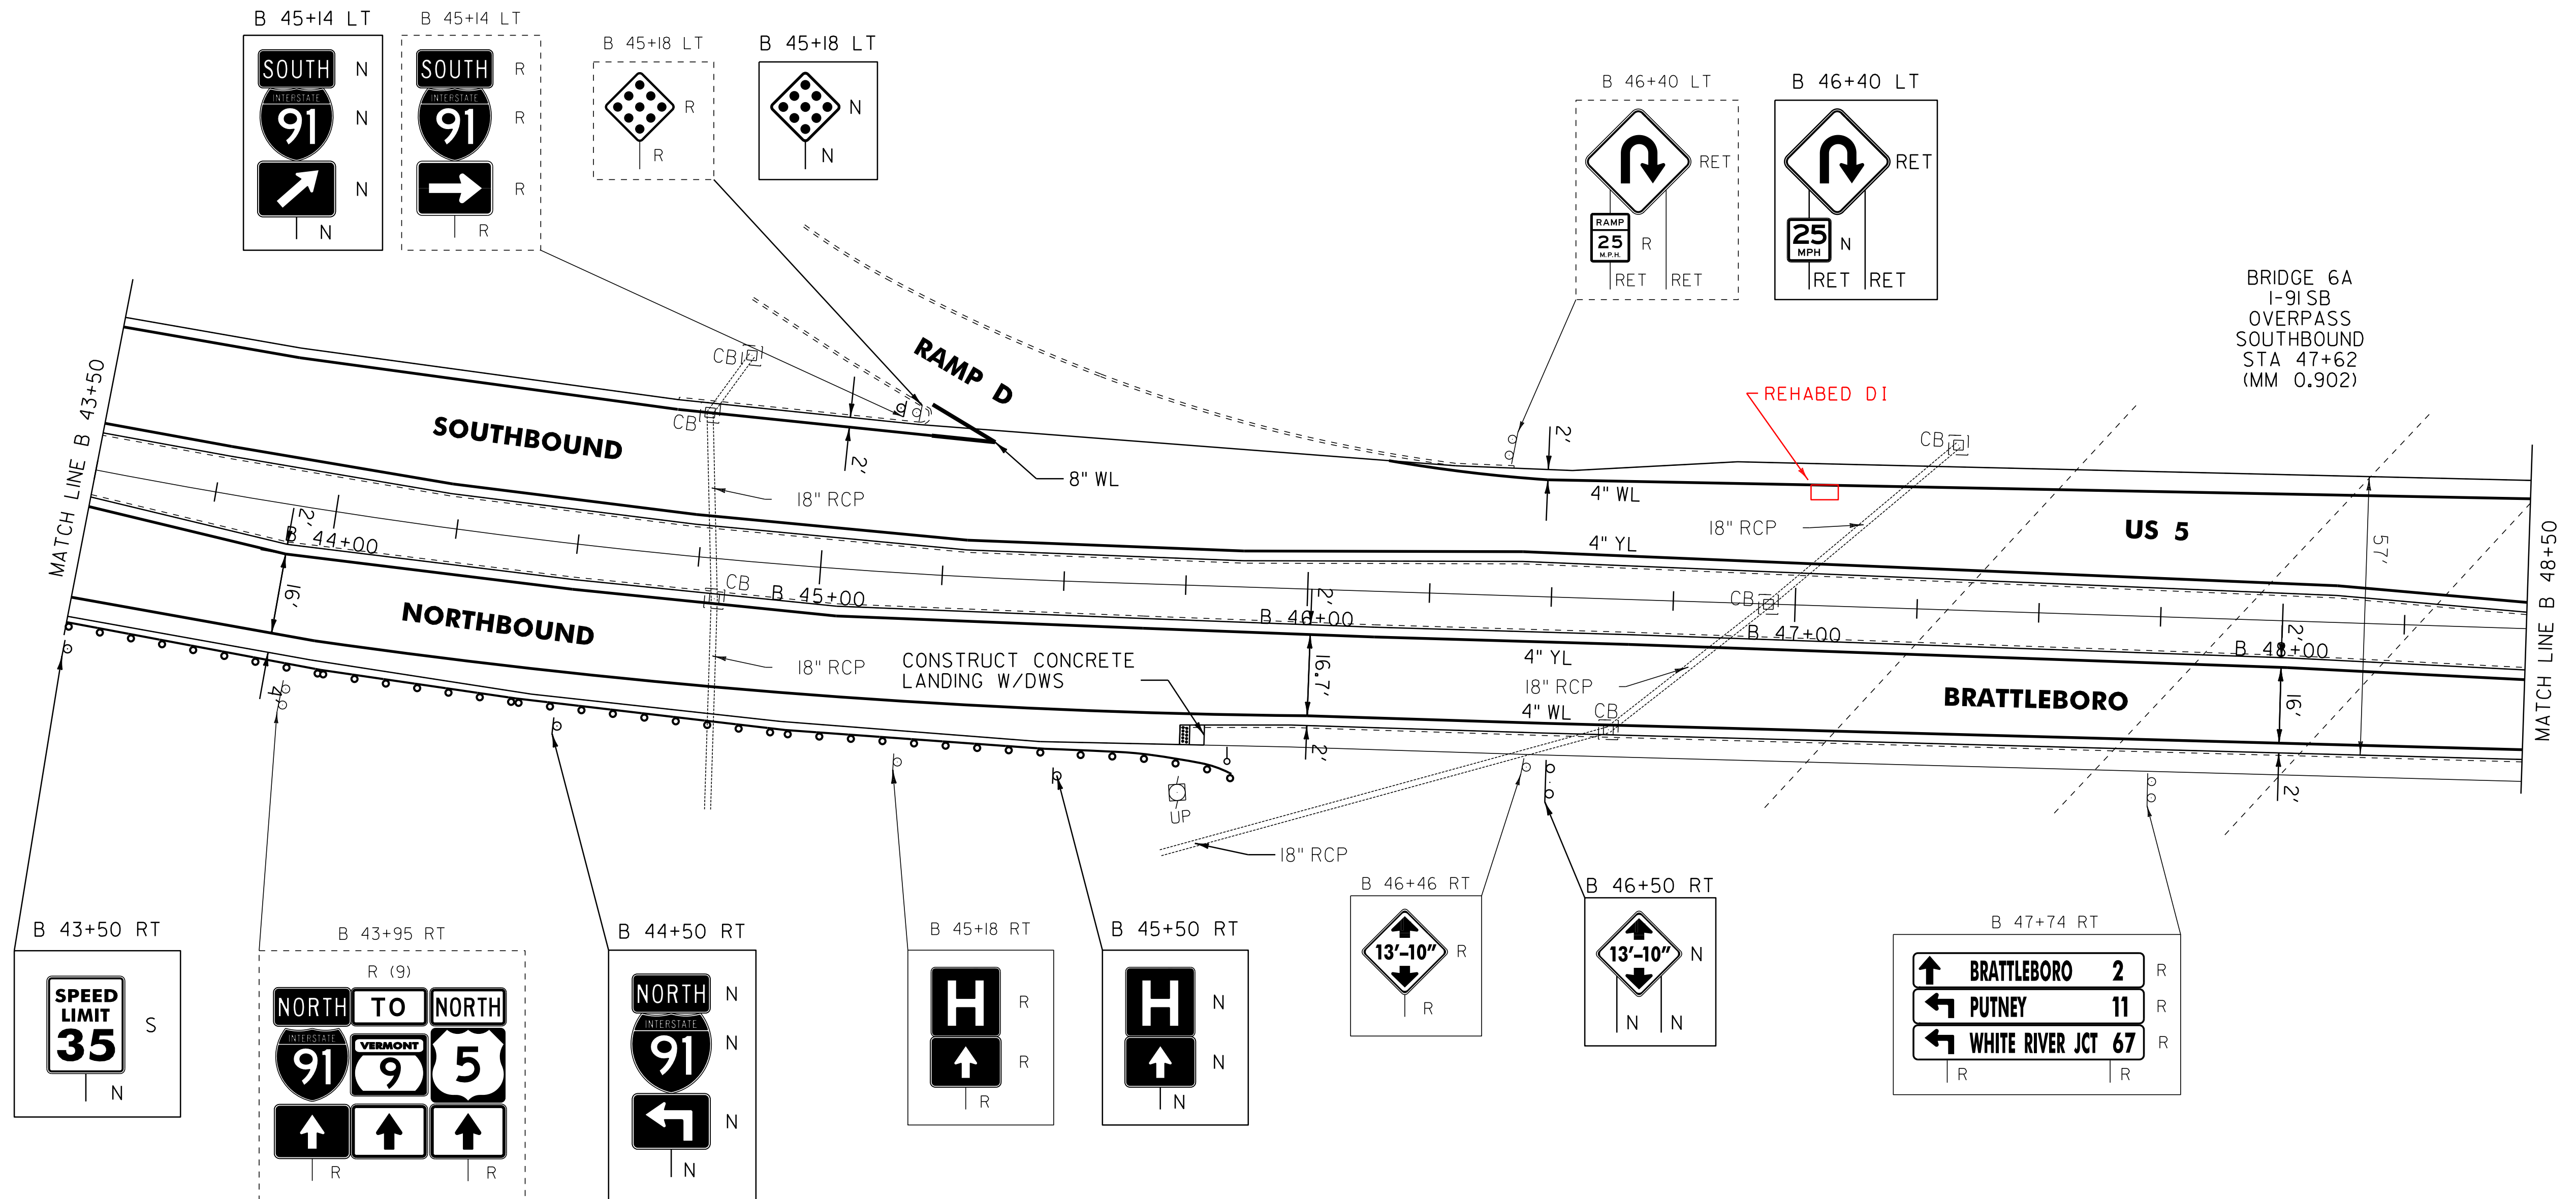 B 45+14 LT
SOUTH N
INTERSTATE
91 N
N
N
B 45+14 LT
SOUTH R
INTERSTATE
91 R
R
R
B 45+18 LT
R
R
B 45+18 LT
N
N
B 46+40 LT
RET
RAMP
25
M.P.H.
R
RET RET
B 46+40 LT
RET
25
MPH
N
RET RET
BRIDGE 6A
I-91 SB
OVERPASS
SOUTHBOUND
STA 47+62
(MM 0.902)
MATCH LINE B 43+50
SOUTHBOUND
CB
CB
RAMP D
2'
8" WL
18" RCP
REHABED DI
2'
4" WL
CB
18" RCP
US 5
57'
MATCH LINE B 48+50
4" YL
2'
B 44+00
16'
NORTHBOUND
CB
B 45+00
2'
B 46+00
CB
B 47+00
2'
B 48+00
18" RCP
CONSTRUCT CONCRETE
LANDING W/DWS
16.7'
4" YL
18" RCP
4" WL
CB
BRATTLEBORO
16'
4'
2'
2'
UP
18" RCP
B 43+50 RT
SPEED
LIMIT
35
S
N
B 43+95 RT
R (9)
NORTH TO NORTH
INTERSTATE
91
VERMONT
9
5
R R
B 44+50 RT
NORTH N
INTERSTATE
91 N
N
N
B 45+18 RT
H R
R
R
B 45+50 RT
H N
N
N
B 46+46 RT
13'-10" R
R
B 46+50 RT
13'-10" N
N N
B 47+74 RT
BRATTLEBORO 2 R
PUTNEY 11 R
WHITE RIVER JCT 67 R
R R